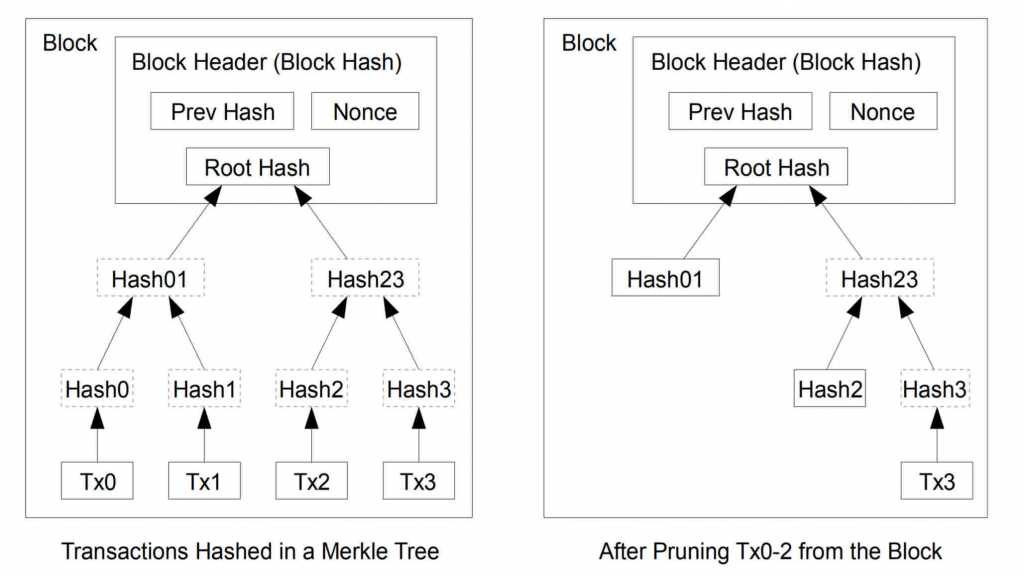 Block
Block Header (Block Hash)
Prev Hash
Nonce
Root Hash
Hash01
Hash23
Hash0
Hash1
Hash2
Hash3
Tx0
Tx1
Tx2
Tx3
Transactions Hashed in a Merkle Tree
Block
Block Header (Block Hash)
Prev Hash
Nonce
Root Hash
Hash01
Hash23
Hash2
Hash3
Tx3
After Pruning Tx0-2 from the Block